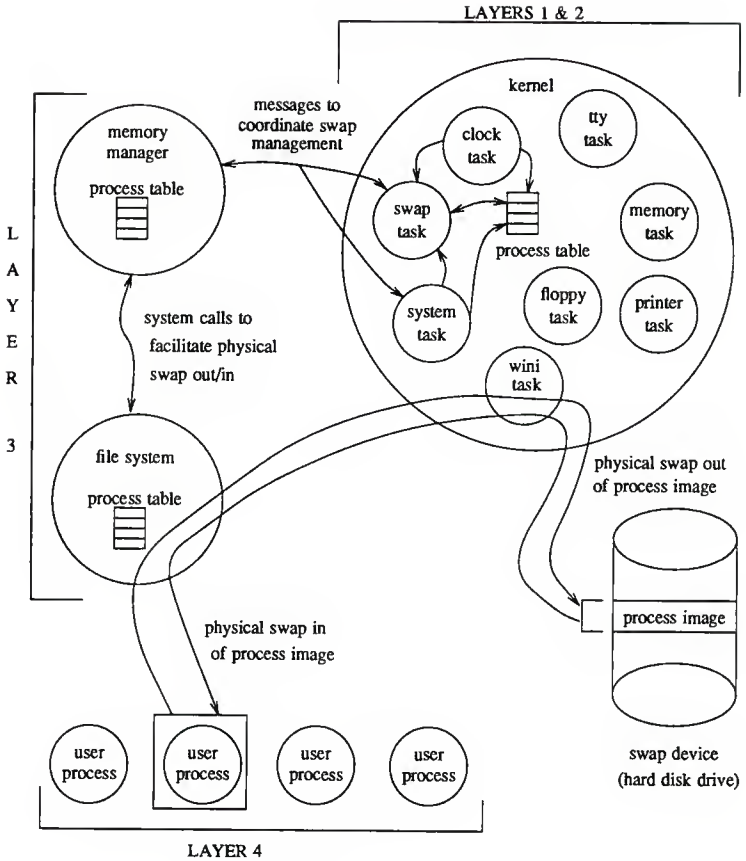 LAYERS 1 & 2
kernel
messages to
coordinate swap
management
memory
manager
process table
clock
task
tty
task
swap
task
process table
memory
task
system
task
floppy
task
printer
task
wini
task
L
A
Y
E
R
3
system calls to
facilitate physical
swap out/in
file system
process table
physical swap out
of process image
process image
physical swap in
of process image
user
process
user
process
user
process
user
process
swap device
(hard disk drive)
LAYER 4